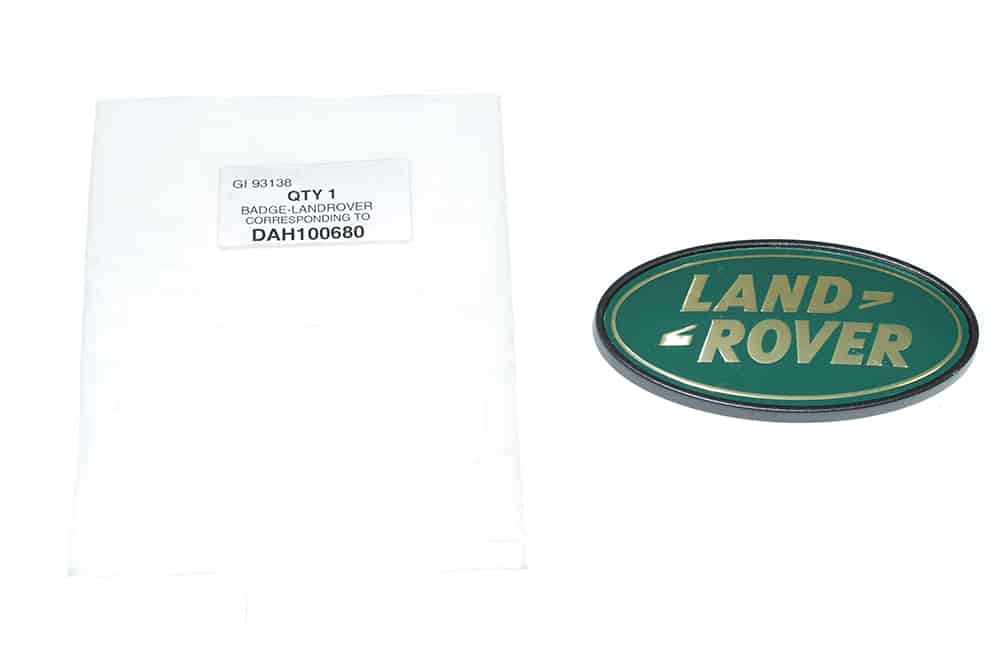 GI 93138
QTY 1
BADGE-LANDROVER
CORRESPONDING TO
DAH100680
LAND
ROVER